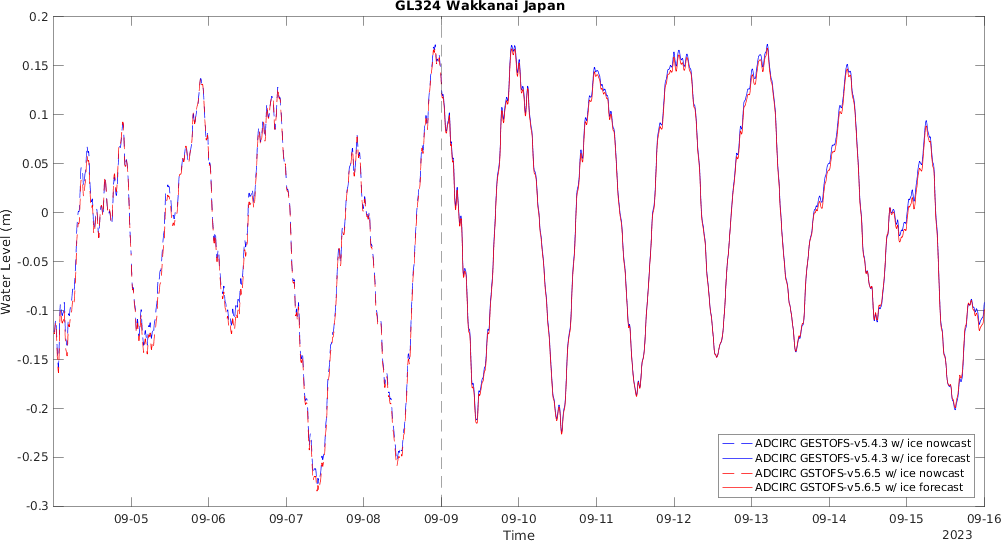 GL324 Wakkanai Japan
0.2
0.15
0.1
0.05
0
-0.05
-0.1
-0.15
-0.2
-0.25
-0.3
Water Level (m)
ADCIRC GESTOFS-v5.4.3 w/ ice nowcast
ADCIRC GESTOFS-v5.4.3 w/ ice forecast
ADCIRC GSTOFS-v5.6.5 w/ ice nowcast
ADCIRC GSTOFS-v5.6.5 w/ ice forecast
09-05 09-06 09-07 09-08 09-09 09-10 09-11 09-12 09-13 09-14 09-15 09-16
Time
2023